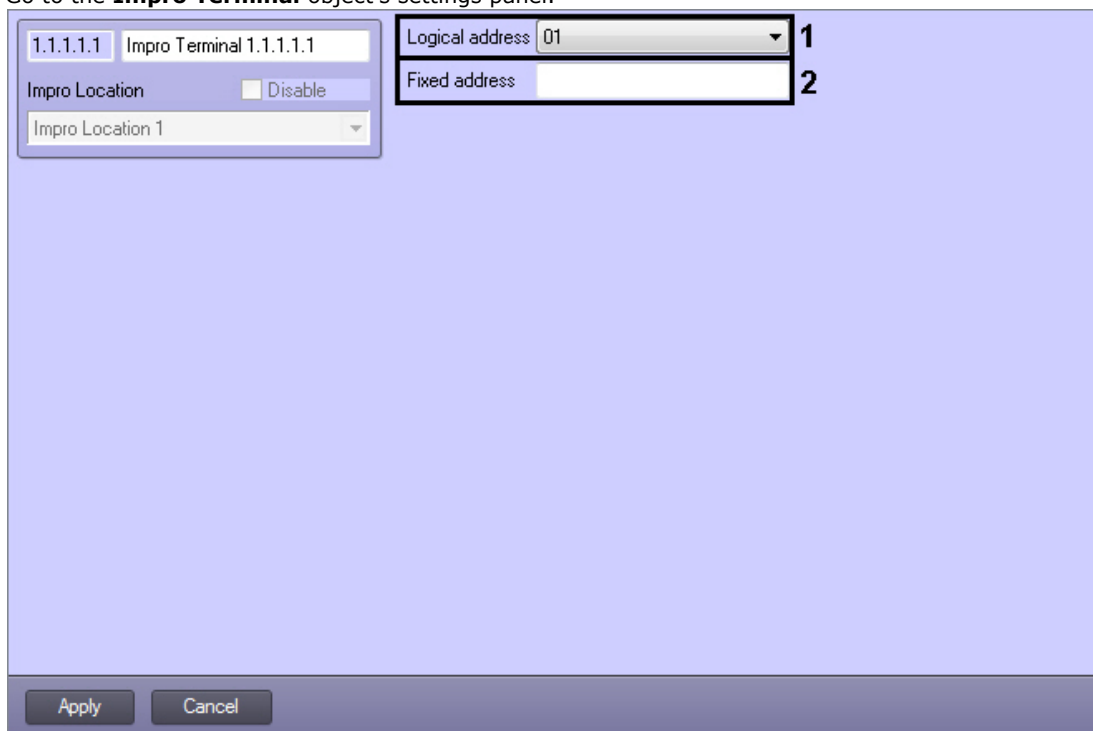 Go to the Impro Terminal object's settings panel.
1.1.1.1.1 Impro Terminal 1.1.1.1.1
Impro Location Disable
Impro Location 1
Logical address 01 1
Fixed address 2
Apply Cancel